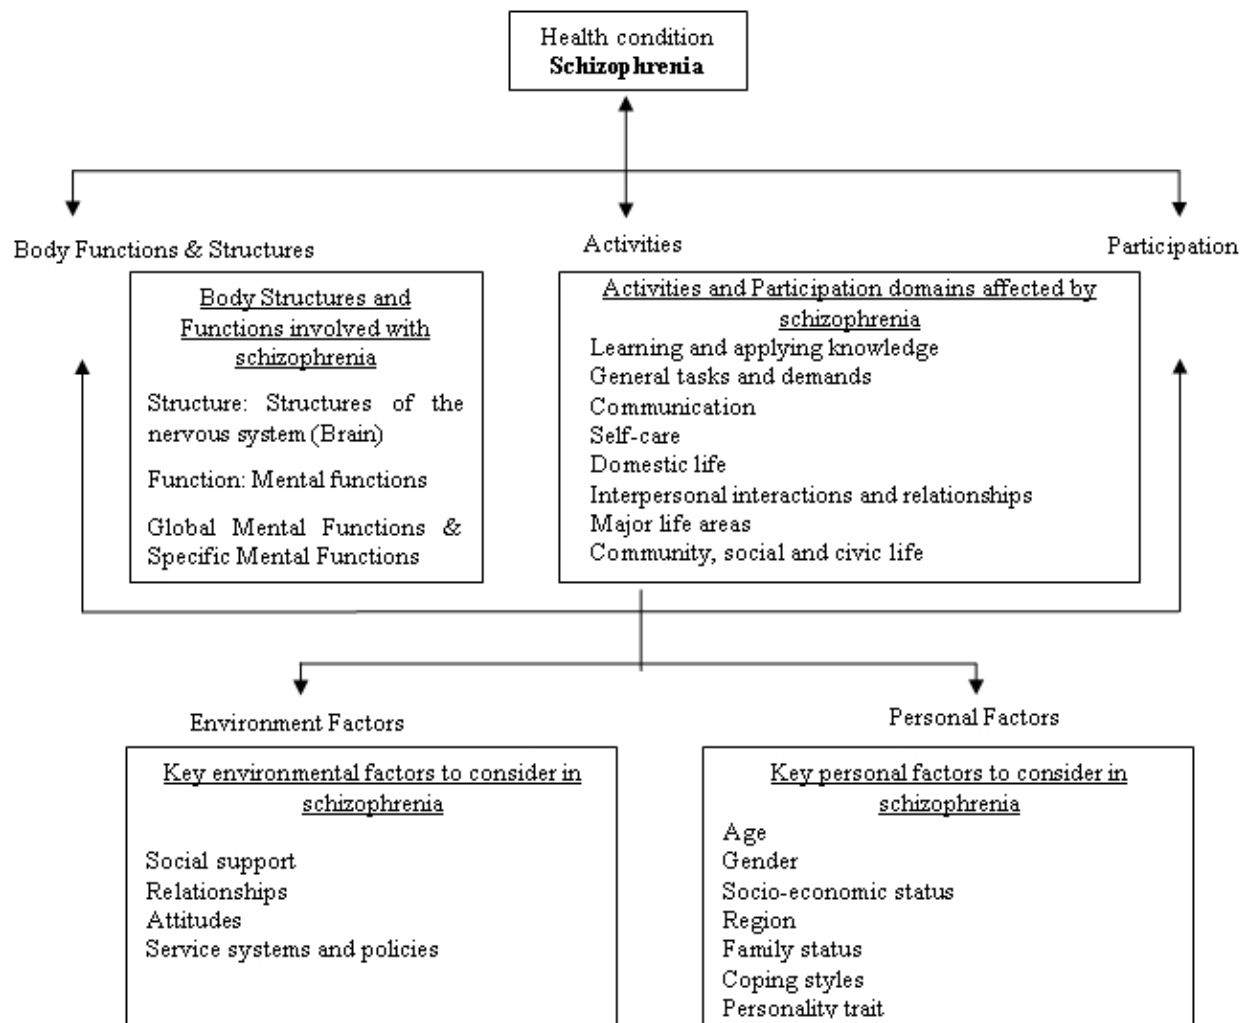 Health condition
Schizophrenia
Body Functions & Structures
Activities
Participation
Body Structures and
Functions involved with
schizophrenia
Structure: Structures of the
nervous system (Brain)
Function: Mental functions
Global Mental Functions &
Specific Mental Functions
Activities and Participation domains affected by
schizophrenia
Learning and applying knowledge
General tasks and demands
Communication
Self-care
Domestic life
Interpersonal interactions and relationships
Major life areas
Community, social and civic life
Environment Factors
Personal Factors
Key environmental factors to consider in
schizophrenia
Social support
Relationships
Attitudes
Service systems and policies
Key personal factors to consider in
schizophrenia
Age
Gender
Socio-economic status
Region
Family status
Coping styles
Personality trait